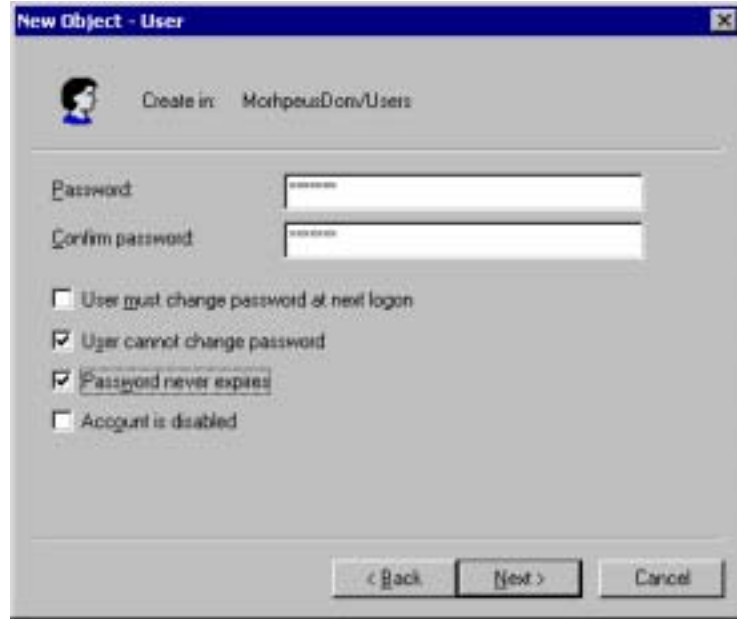 New Object - User
Create in: MorhpeusDom/Users
Password:
Confirm password:
User must change password at next logon
User cannot change password
Password never expires
Account is disabled
< Back Next > Cancel